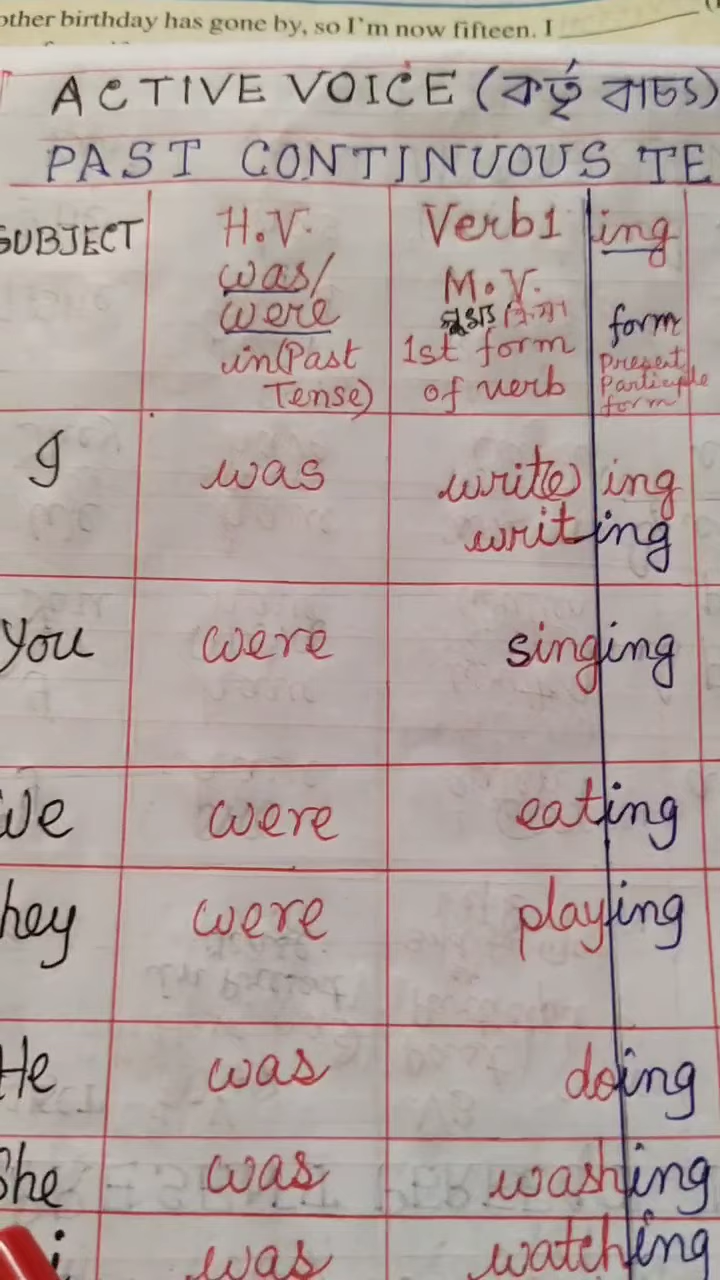 other birthday has gone by, so I'm now fifteen. I
ACTIVE VOICE (কর্তৃ বাচ্য)
PAST CONTINUOUS TE
SUBJECT H.V. Verb1 ing
was/ M.V.
were form
in(Past 1st form Present
Tense) of verb Participle
form
I was write ing
writing
You were singing
We were eating
hey were playing
He was doing
She was washing
was watching